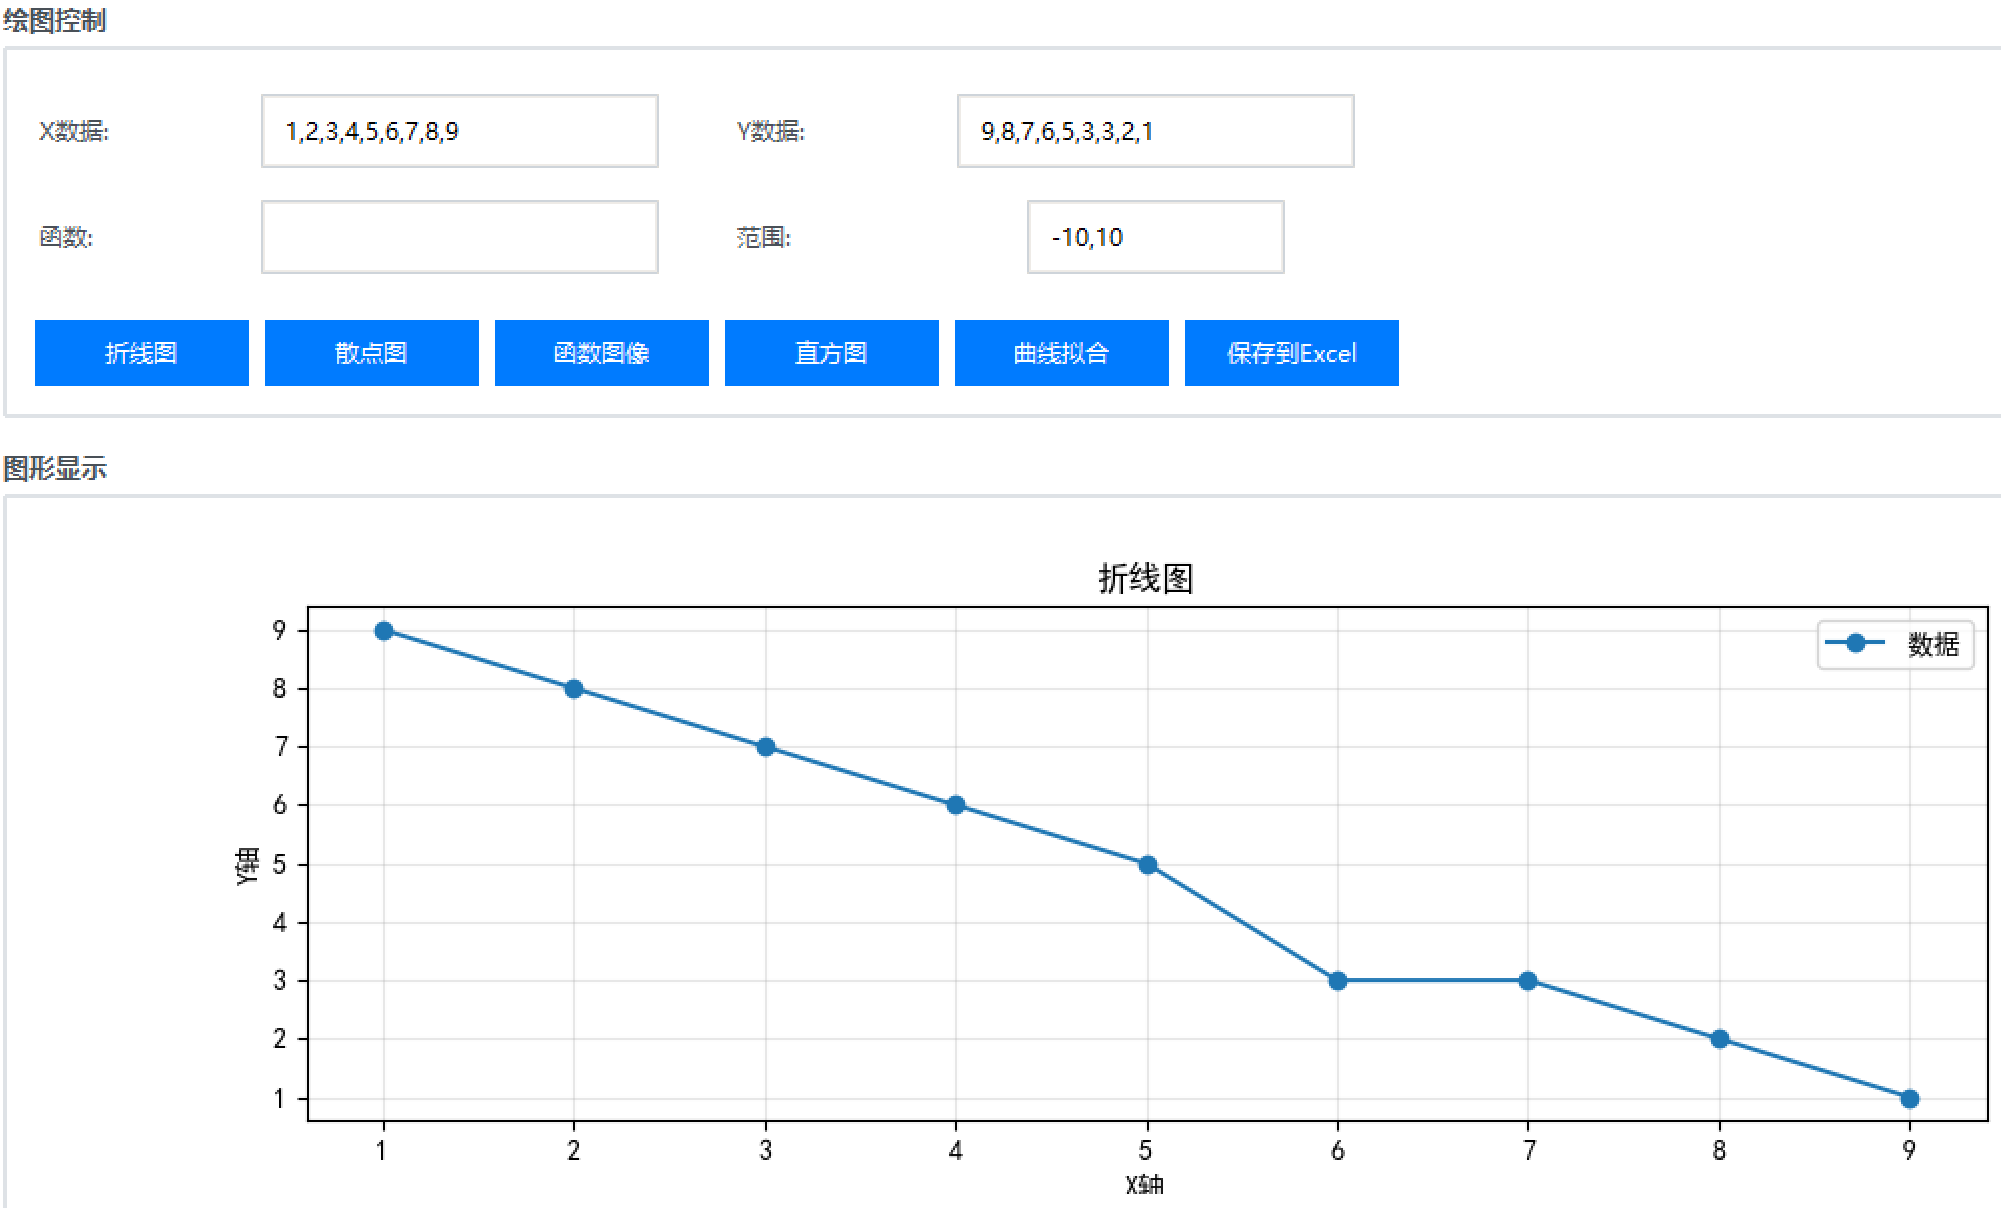 绘图控制
X数据: 1,2,3,4,5,6,7,8,9 Y数据: 9,8,7,6,5,3,3,2,1
函数: 范围: -10,10
折线图 散点图 函数图像 直方图 曲线拟合 保存到Excel
图形显示
折线图
数据
9
8
7
6
5
4
3
2
1
Y轴
1 2 3 4 5 6 7 8 9
X轴